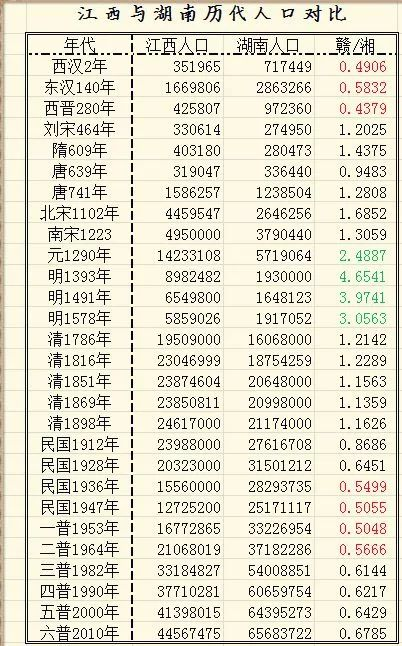 江西与湖南历代人口对比
年代 江西人口 湖南人口 赣/湘
西汉2年 351965 717449 0.4906
东汉140年 1669806 2863266 0.5832
西晋280年 425807 972360 0.4379
刘宋464年 330614 274950 1.2025
隋609年 403180 280473 1.4375
唐639年 319047 336440 0.9483
唐741年 1586257 1238504 1.2808
北宋1102年 4459547 2646256 1.6852
南宋1223 4950000 3790440 1.3059
元1290年 14233108 5719064 2.4887
明1393年 8982482 1930000 4.6541
明1491年 6549800 1648123 3.9741
明1578年 5859026 1917052 3.0563
清1786年 19509000 16068000 1.2142
清1816年 23046999 18754259 1.2289
清1851年 23874604 20648000 1.1563
清1869年 23850811 20998000 1.1359
清1898年 24617000 21174000 1.1626
民国1912年 23988000 27616708 0.8686
民国1928年 20323000 31501212 0.6451
民国1936年 15560000 28293735 0.5499
民国1947年 12725200 25171117 0.5055
一普1953年 16772865 33226954 0.5048
二普1964年 21068019 37182286 0.5666
三普1982年 33184827 54008851 0.6144
四普1990年 37710281 60659754 0.6217
五普2000年 41398015 64395273 0.6429
六普2010年 44567475 65683722 0.6785